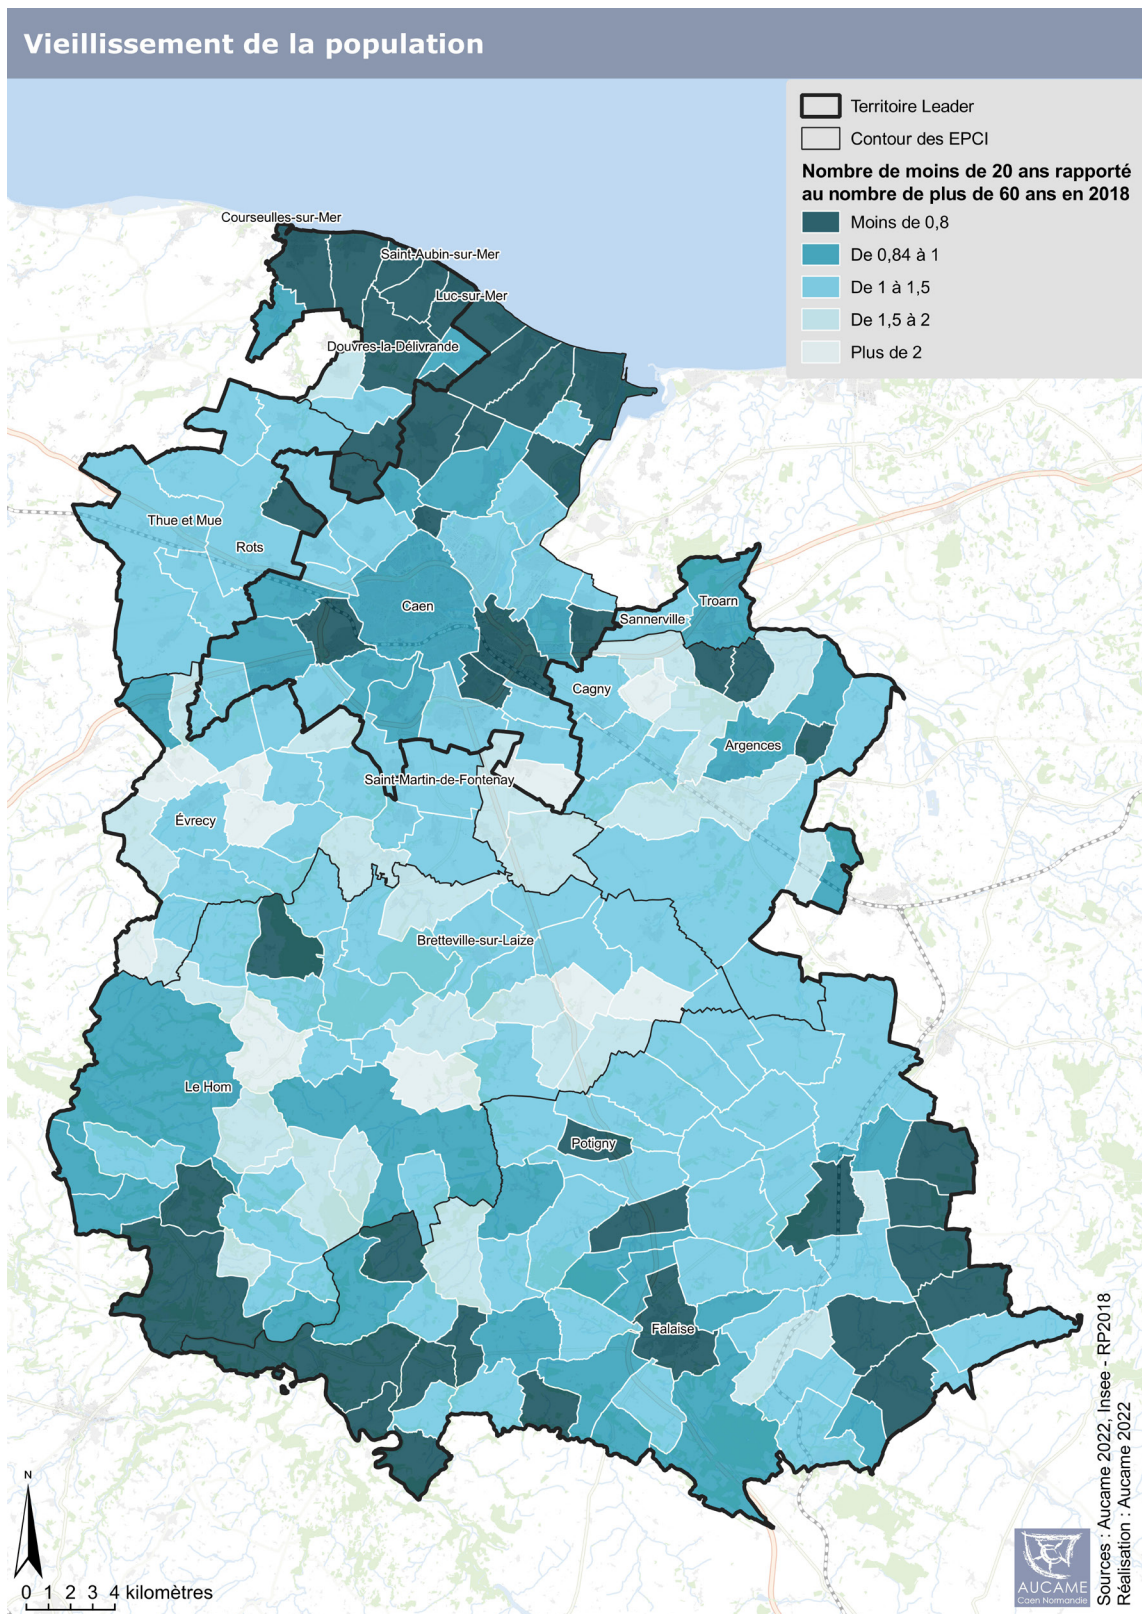 Vieillissement de la population
Territoire Leader
Contour des EPCI
Nombre de moins de 20 ans rapporté
au nombre de plus de 60 ans en 2018
Moins de 0,8
De 0,84 à 1
De 1 à 1,5
De 1,5 à 2
Plus de 2
Courseulles-sur-Mer
Saint-Aubin-sur-Mer
Luc-sur-Mer
Douvres-la-Délivrande
Thue et Mue
Rots
Caen
Troarn
Sannerville
Cagny
Argences
Saint-Martin-de-Fontenay
Évrecy
Bretteville-sur-Laize
Le Hom
Potigny
Falaise
N
0 1 2 3 4 kilomètres
AUCAME
Caen Normandie
Sources : Aucame 2022, Insee - RP2018
Réalisation : Aucame 2022